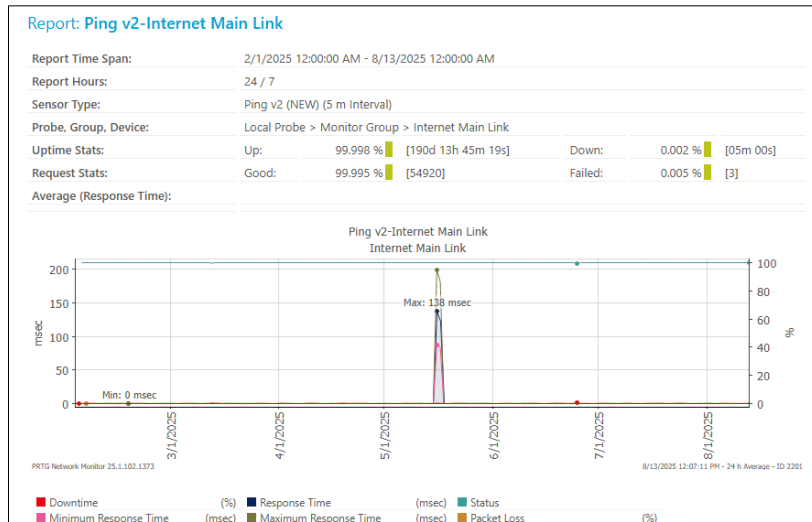 Report: Ping v2-Internet Main Link
Report Time Span: 2/1/2025 12:00:00 AM - 8/13/2025 12:00:00 AM
Report Hours: 24 / 7
Sensor Type: Ping v2 (NEW) (5 m Interval)
Probe, Group, Device: Local Probe > Monitor Group > Internet Main Link
Uptime Stats: Up: 99.998 % [190d 13h 45m 19s] Down: 0.002 % [05m 00s]
Request Stats: Good: 99.995 % [54920] Failed: 0.005 % [3]
Average (Response Time):
Ping v2-Internet Main Link
Internet Main Link
200
150
100
50
0
msec
Max: 138 msec
Min: 0 msec
100
80
60
40
20
0
%
3/1/2025
4/1/2025
5/1/2025
6/1/2025
7/1/2025
8/1/2025
PRTG Network Monitor 25.1.102.1373 8/13/2025 12:07:11 PM - 24 h Average - ID 2201
Downtime (%) Response Time (msec) Status
Minimum Response Time (msec) Maximum Response Time (msec) Packet Loss (%)